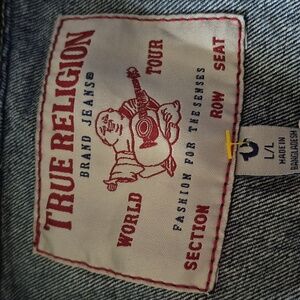 TRUE RELIGION
BRAND JEANS®
WORLD TOUR
FASHION FOR THE SENSES
SECTION ROW SEAT
L/L
MADE IN
BANGLADESH